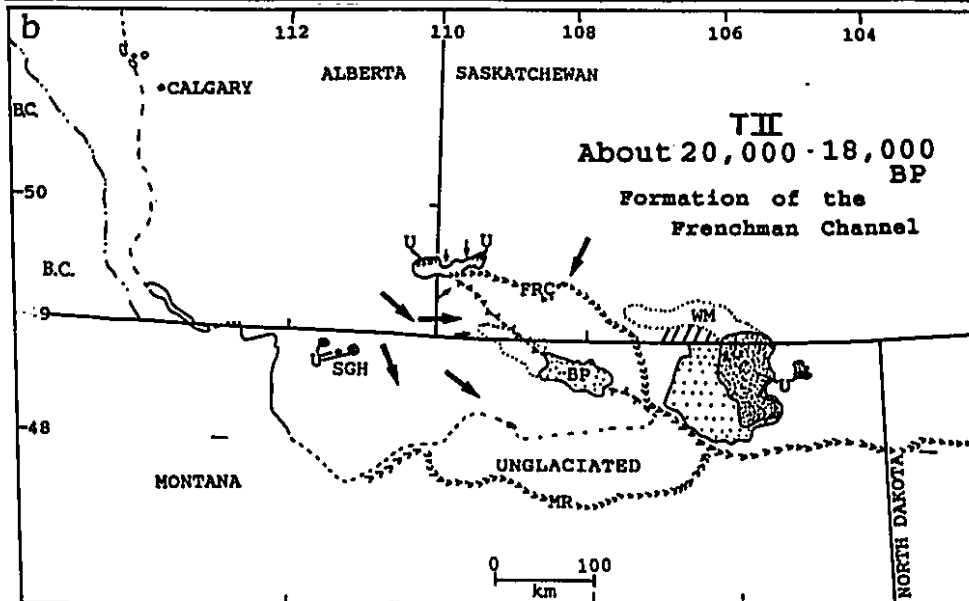 b
112
110
108
106
104
ALBERTA
SASKATCHEWAN
U
CALGARY
B.C.
TII
About 20,000 - 18,000
BP
50
Formation of the
Frenchman Channel
U
U
B.C.
FRC
49
WM
U
SGH
BP
U
48
UNGLACIATED
MONTANA
MR
NORTH DAKOTA
0
100
km